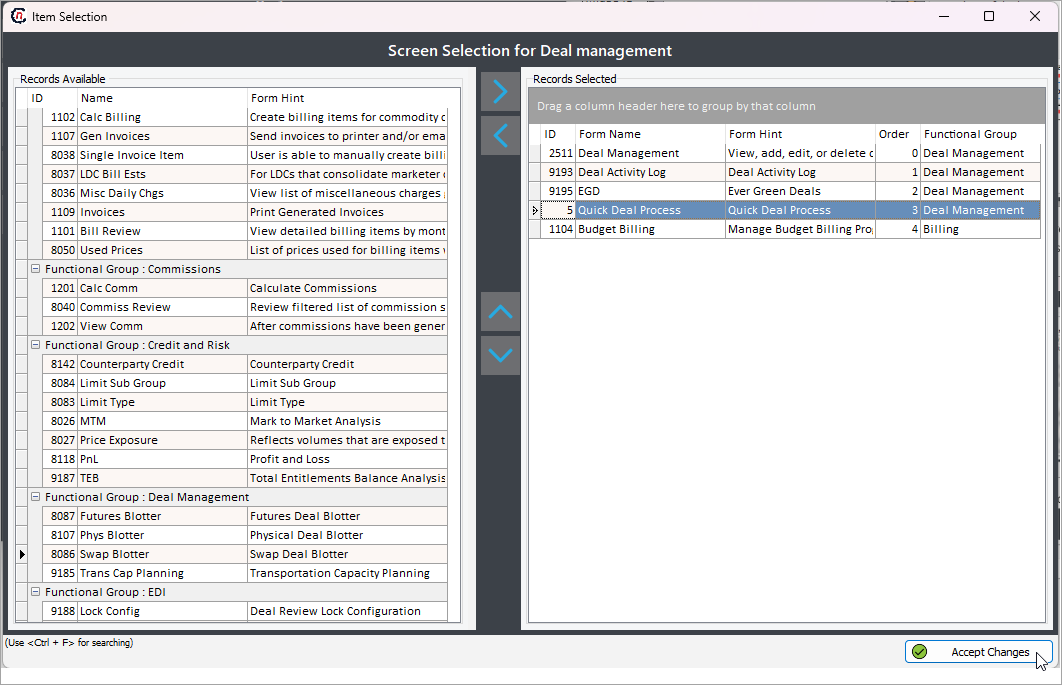 Item Selection
Screen Selection for Deal management
Records Available
ID Name Form Hint
1102 Calc Billing Create billing items for commodity c
1107 Gen Invoices Send invoices to printer and/or ema
8038 Single Invoice Item User is able to manually create billi
8037 LDC Bill Ests For LDCs that consolidate marketer c
8036 Misc Daily Chgs View list of miscellaneous charges
1109 Invoices Print Generated Invoices
1101 Bill Review View detailed billing items by mont
8050 Used Prices List of prices used for billing items
Functional Group : Commissions
1201 Calc Comm Calculate Commissions
8040 Commiss Review Review filtered list of commission s
1202 View Comm After commissions have been gener
Functional Group : Credit and Risk
8142 Counterparty Credit Counterparty Credit
8084 Limit Sub Group Limit Sub Group
8083 Limit Type Limit Type
8026 MTM Mark to Market Analysis
8027 Price Exposure Reflects volumes that are exposed t
8118 PnL Profit and Loss
9187 TEB Total Entitlements Balance Analysis
Functional Group : Deal Management
8087 Futures Blotter Futures Deal Blotter
8107 Phys Blotter Physical Deal Blotter
8086 Swap Blotter Swap Deal Blotter
9185 Trans Cap Planning Transportation Capacity Planning
Functional Group : EDI
9188 Lock Config Deal Review Lock Configuration
Records Selected
Drag a column header here to group by that column
ID Form Name Form Hint Order Functional Group
2511 Deal Management View, add, edit, or delete c 0 Deal Management
9193 Deal Activity Log Deal Activity Log 1 Deal Management
9195 EGD Ever Green Deals 2 Deal Management
5 Quick Deal Process Quick Deal Process 3 Deal Management
1104 Budget Billing Manage Budget Billing Pro 4 Billing
(Use <Ctrl + F> for searching)
Accept Changes